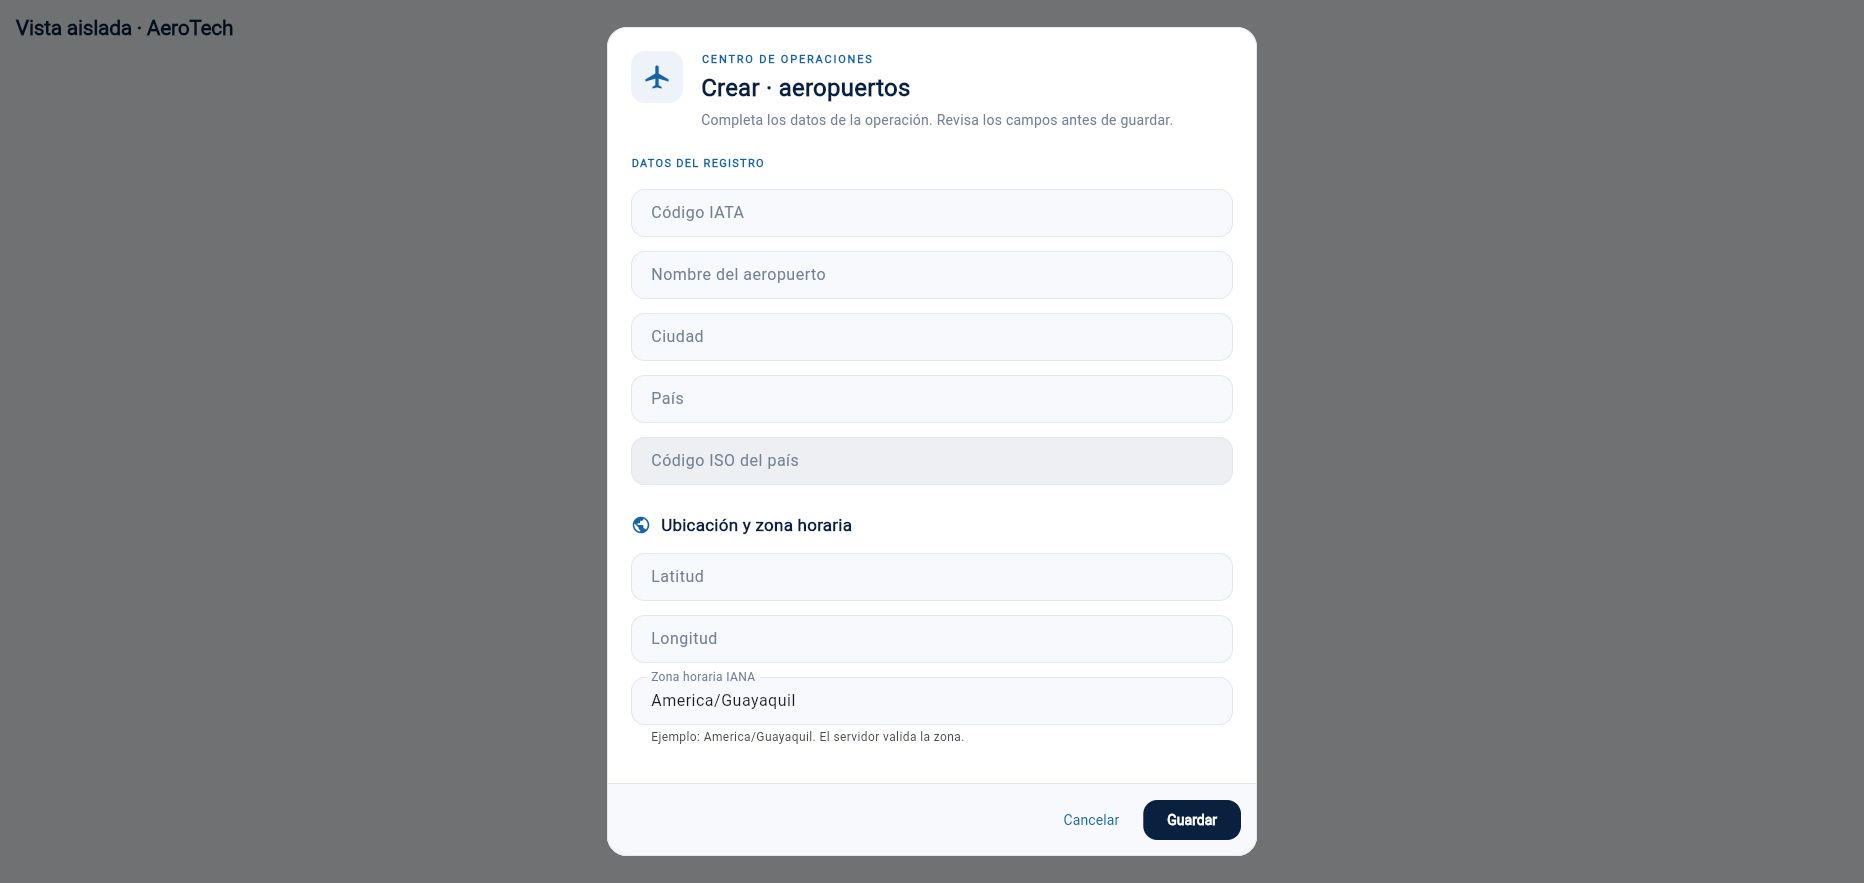 Vista aislada · AeroTech
CENTRO DE OPERACIONES
Crear · aeropuertos
Completa los datos de la operación. Revisa los campos antes de guardar.
DATOS DEL REGISTRO
Código IATA
Nombre del aeropuerto
Ciudad
País
Código ISO del país
Ubicación y zona horaria
Latitud
Longitud
Zona horaria IANA
America/Guayaquil
Ejemplo: America/Guayaquil. El servidor valida la zona.
Cancelar
Guardar